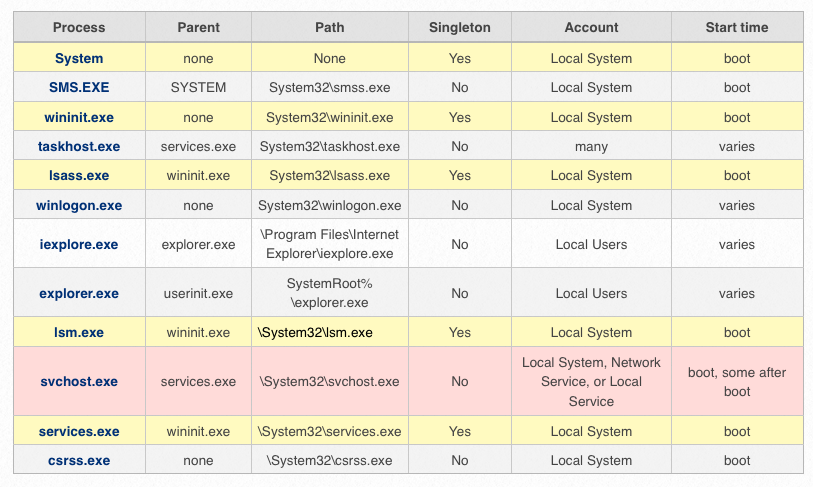 Process Parent Path Singleton Account Start time
System none None Yes Local System boot
SMS.EXE SYSTEM System32\smss.exe No Local System boot
wininit.exe none System32\wininit.exe Yes Local System boot
taskhost.exe services.exe System32\taskhost.exe No many varies
lsass.exe wininit.exe System32\lsass.exe Yes Local System boot
winlogon.exe none System32\winlogon.exe No Local System varies
iexplore.exe explorer.exe \Program Files\Internet Explorer\iexplore.exe No Local Users varies
explorer.exe userinit.exe SystemRoot% \explorer.exe No Local Users varies
lsm.exe wininit.exe \System32\lsm.exe Yes Local System boot
svchost.exe services.exe \System32\svchost.exe No Local System, Network Service, or Local Service boot, some after boot
services.exe wininit.exe \System32\services.exe Yes Local System boot
csrss.exe none \System32\csrss.exe No Local System boot